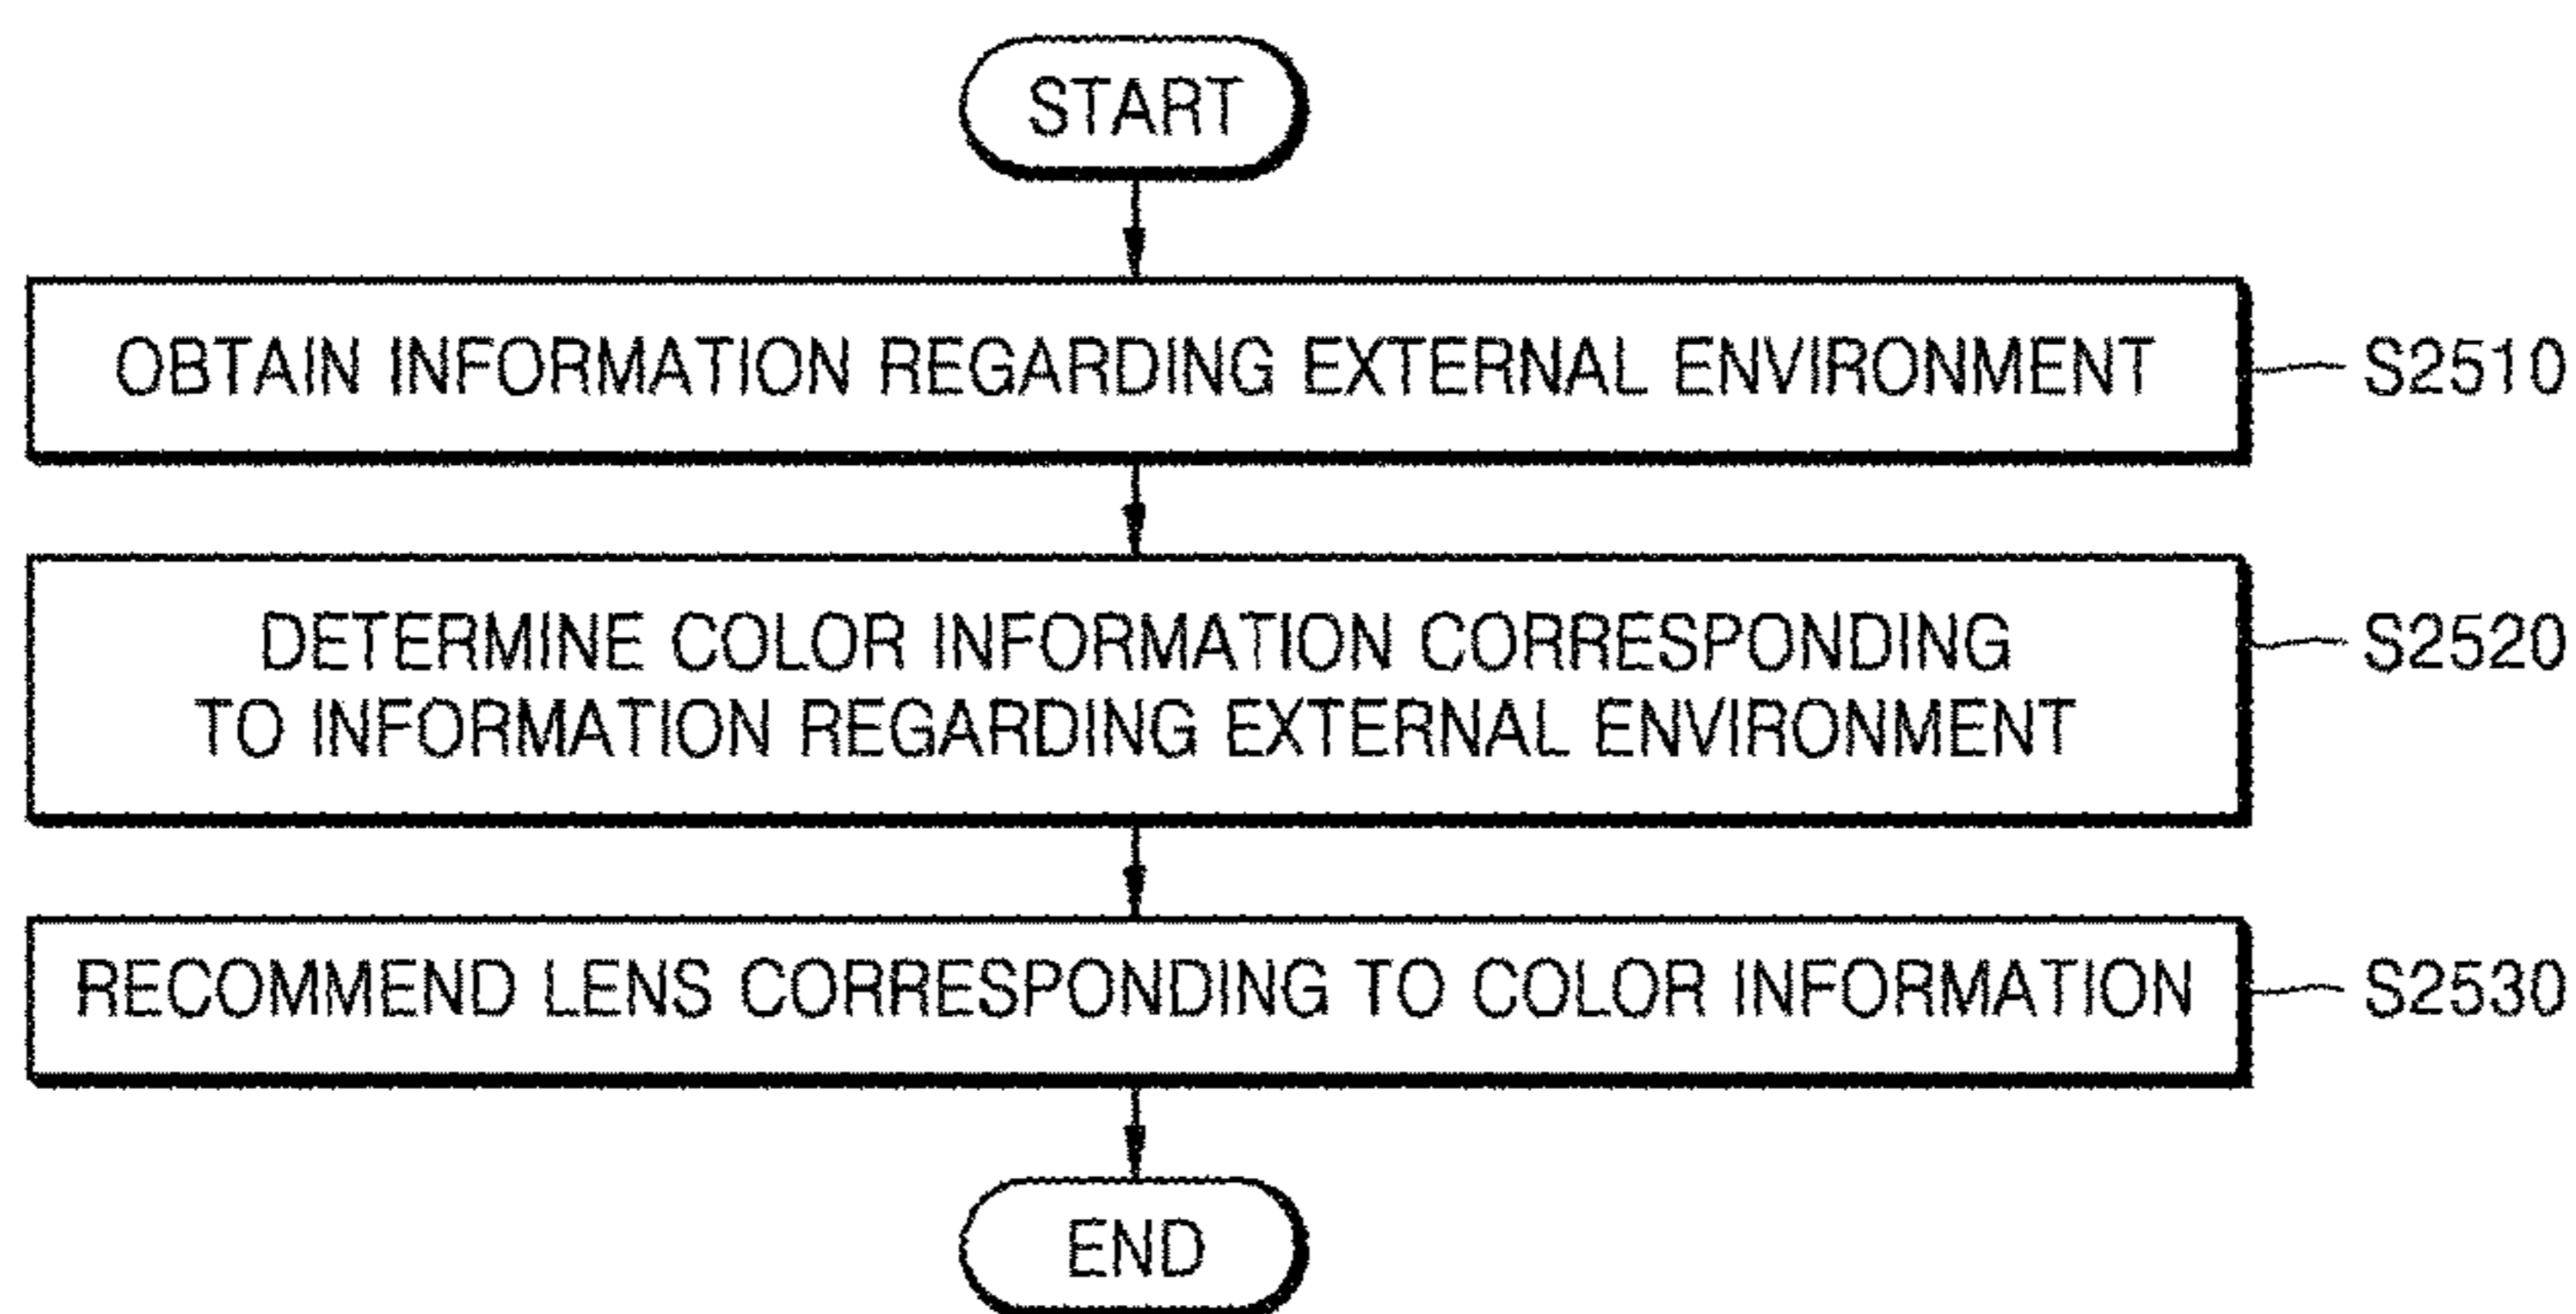 START
OBTAIN INFORMATION REGARDING EXTERNAL ENVIRONMENT
S2510
DETERMINE COLOR INFORMATION CORRESPONDING
TO INFORMATION REGARDING EXTERNAL ENVIRONMENT
S2520
RECOMMEND LENS CORRESPONDING TO COLOR INFORMATION
S2530
END